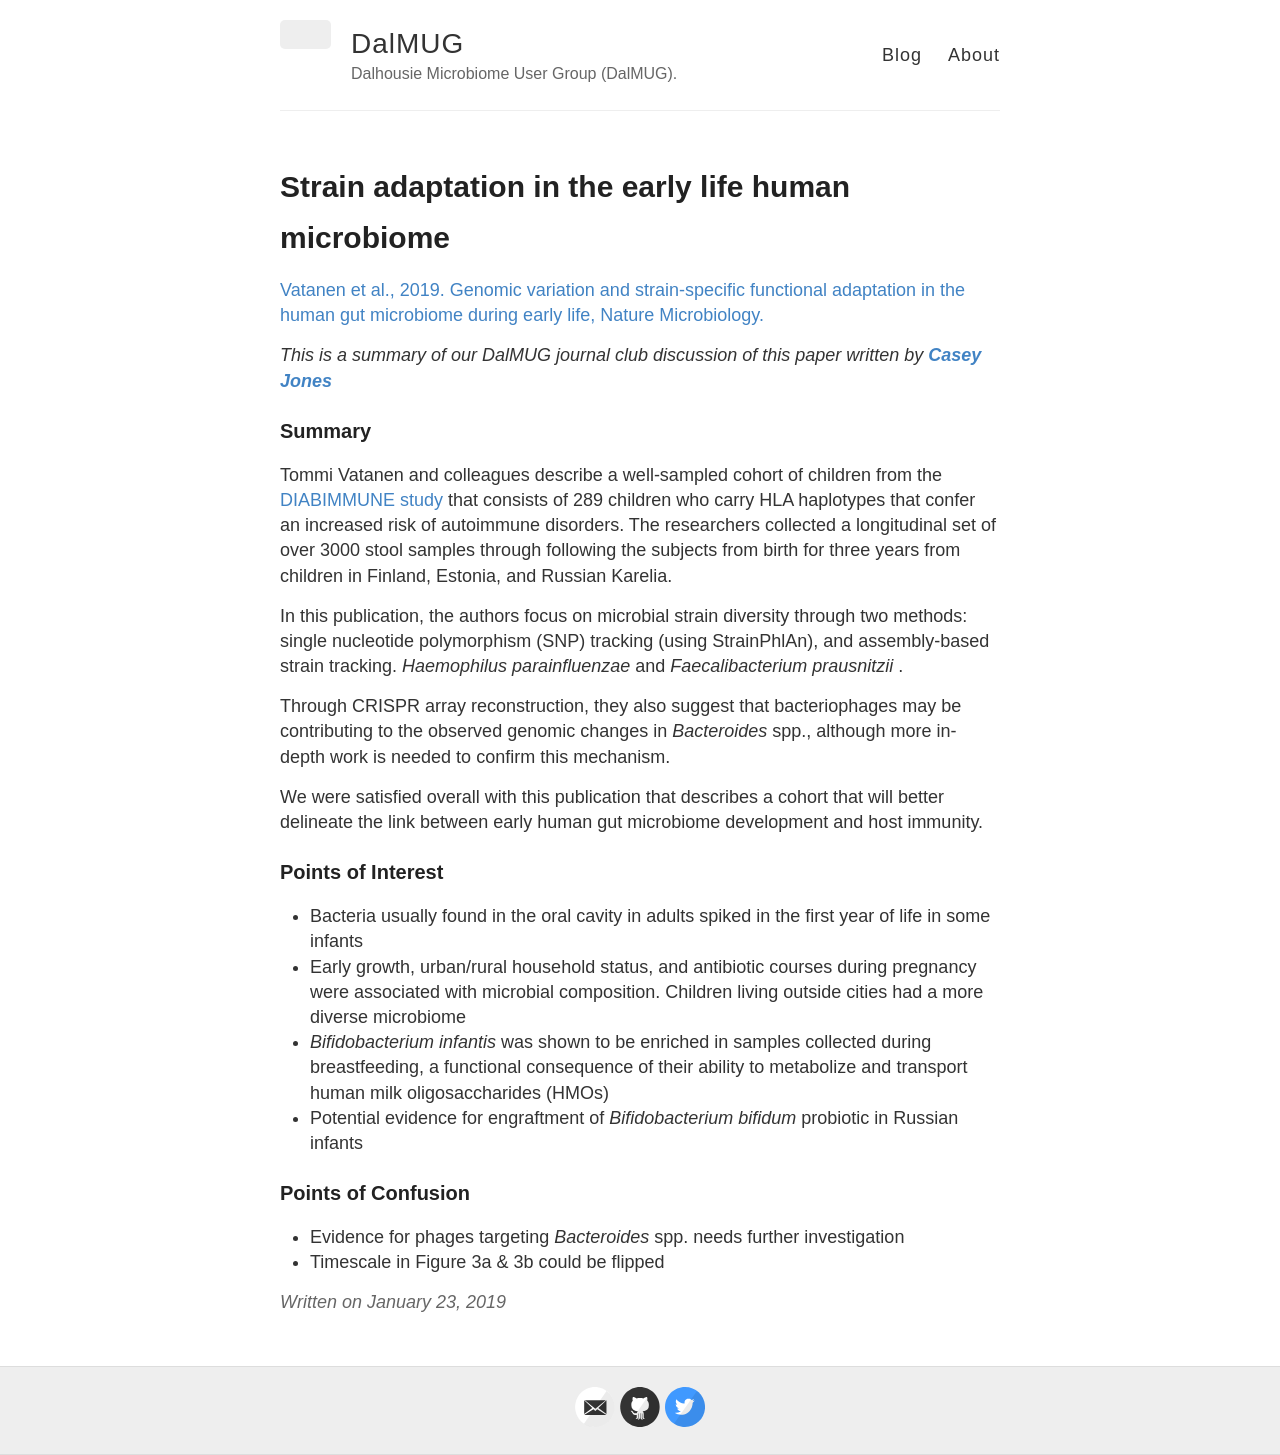 DalMUG
Dalhousie Microbiome User Group (DalMUG).
Blog About
Strain adaptation in the early life human
microbiome
Vatanen et al., 2019. Genomic variation and strain-specific functional adaptation in the
human gut microbiome during early life, Nature Microbiology.
This is a summary of our DalMUG journal club discussion of this paper written by Casey
Jones
Summary
Tommi Vatanen and colleagues describe a well-sampled cohort of children from the
DIABIMMUNE study that consists of 289 children who carry HLA haplotypes that confer
an increased risk of autoimmune disorders. The researchers collected a longitudinal set of
over 3000 stool samples through following the subjects from birth for three years from
children in Finland, Estonia, and Russian Karelia.
In this publication, the authors focus on microbial strain diversity through two methods:
single nucleotide polymorphism (SNP) tracking (using StrainPhlAn), and assembly-based
strain tracking. Haemophilus parainfluenzae and Faecalibacterium prausnitzii .
Through CRISPR array reconstruction, they also suggest that bacteriophages may be
contributing to the observed genomic changes in Bacteroides spp., although more in-
depth work is needed to confirm this mechanism.
We were satisfied overall with this publication that describes a cohort that will better
delineate the link between early human gut microbiome development and host immunity.
Points of Interest
• Bacteria usually found in the oral cavity in adults spiked in the first year of life in some
infants
• Early growth, urban/rural household status, and antibiotic courses during pregnancy
were associated with microbial composition. Children living outside cities had a more
diverse microbiome
• Bifidobacterium infantis was shown to be enriched in samples collected during
breastfeeding, a functional consequence of their ability to metabolize and transport
human milk oligosaccharides (HMOs)
• Potential evidence for engraftment of Bifidobacterium bifidum probiotic in Russian
infants
Points of Confusion
• Evidence for phages targeting Bacteroides spp. needs further investigation
• Timescale in Figure 3a & 3b could be flipped
Written on January 23, 2019